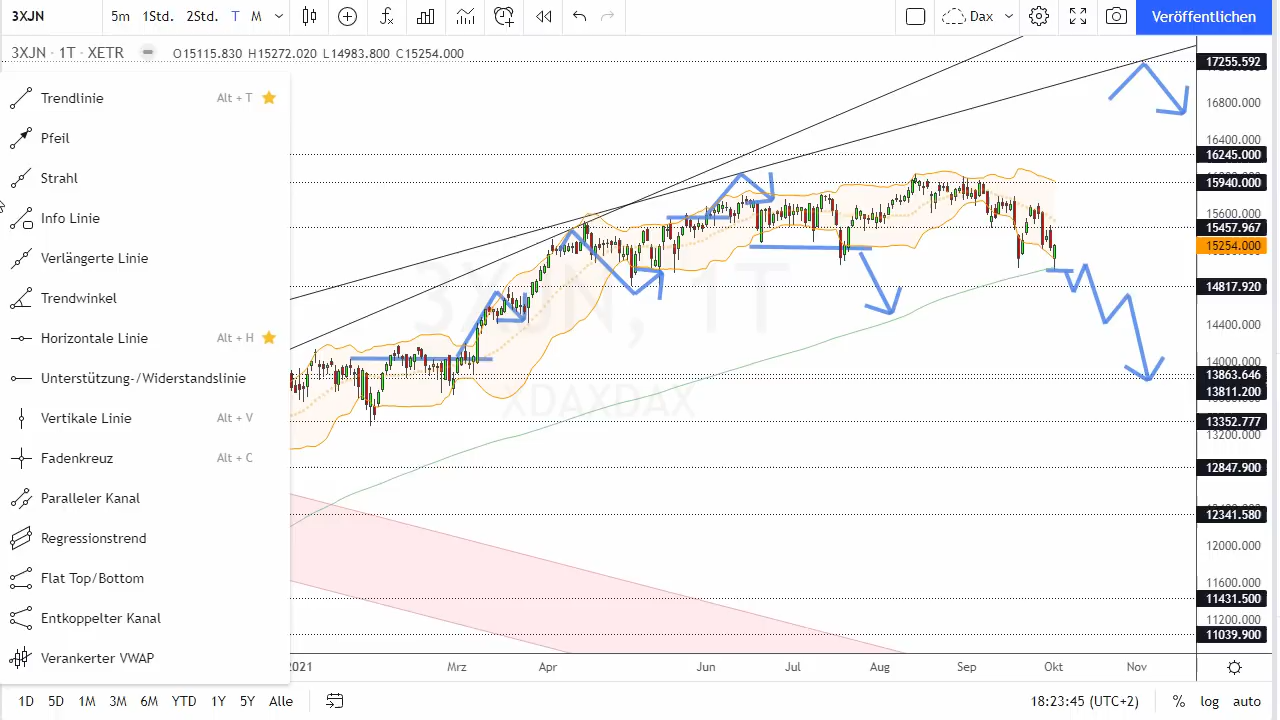 3XJN 5m 1Std. 2Std. T M Dax Veröffentlichen
3XJN · 1T · XETR O15115.830 H15272.020 L14983.800 C15254.000
Trendlinie Alt + T
Pfeil
Strahl
Info Linie
Verlängerte Linie
Trendwinkel
Horizontale Linie Alt + H
Unterstützung-/Widerstandslinie
Vertikale Linie Alt + V
Fadenkreuz Alt + C
Paralleler Kanal
Regressionstrend
Flat Top/Bottom
Entkoppelter Kanal
Verankerter VWAP
3XJN, 1T
DAXDAX
17255.592
16800.000
16400.000
16245.000
15940.000
15600.000
15457.967
15254.000
14817.920
14400.000
14000.000
13863.646
13811.200
13352.777
13200.000
12847.900
12341.580
12000.000
11600.000
11431.500
11200.000
11039.900
2021 Mrz Apr Jun Jul Aug Sep Okt Nov
1D 5D 1M 3M 6M YTD 1Y 5Y Alle 18:23:45 (UTC+2) % log auto